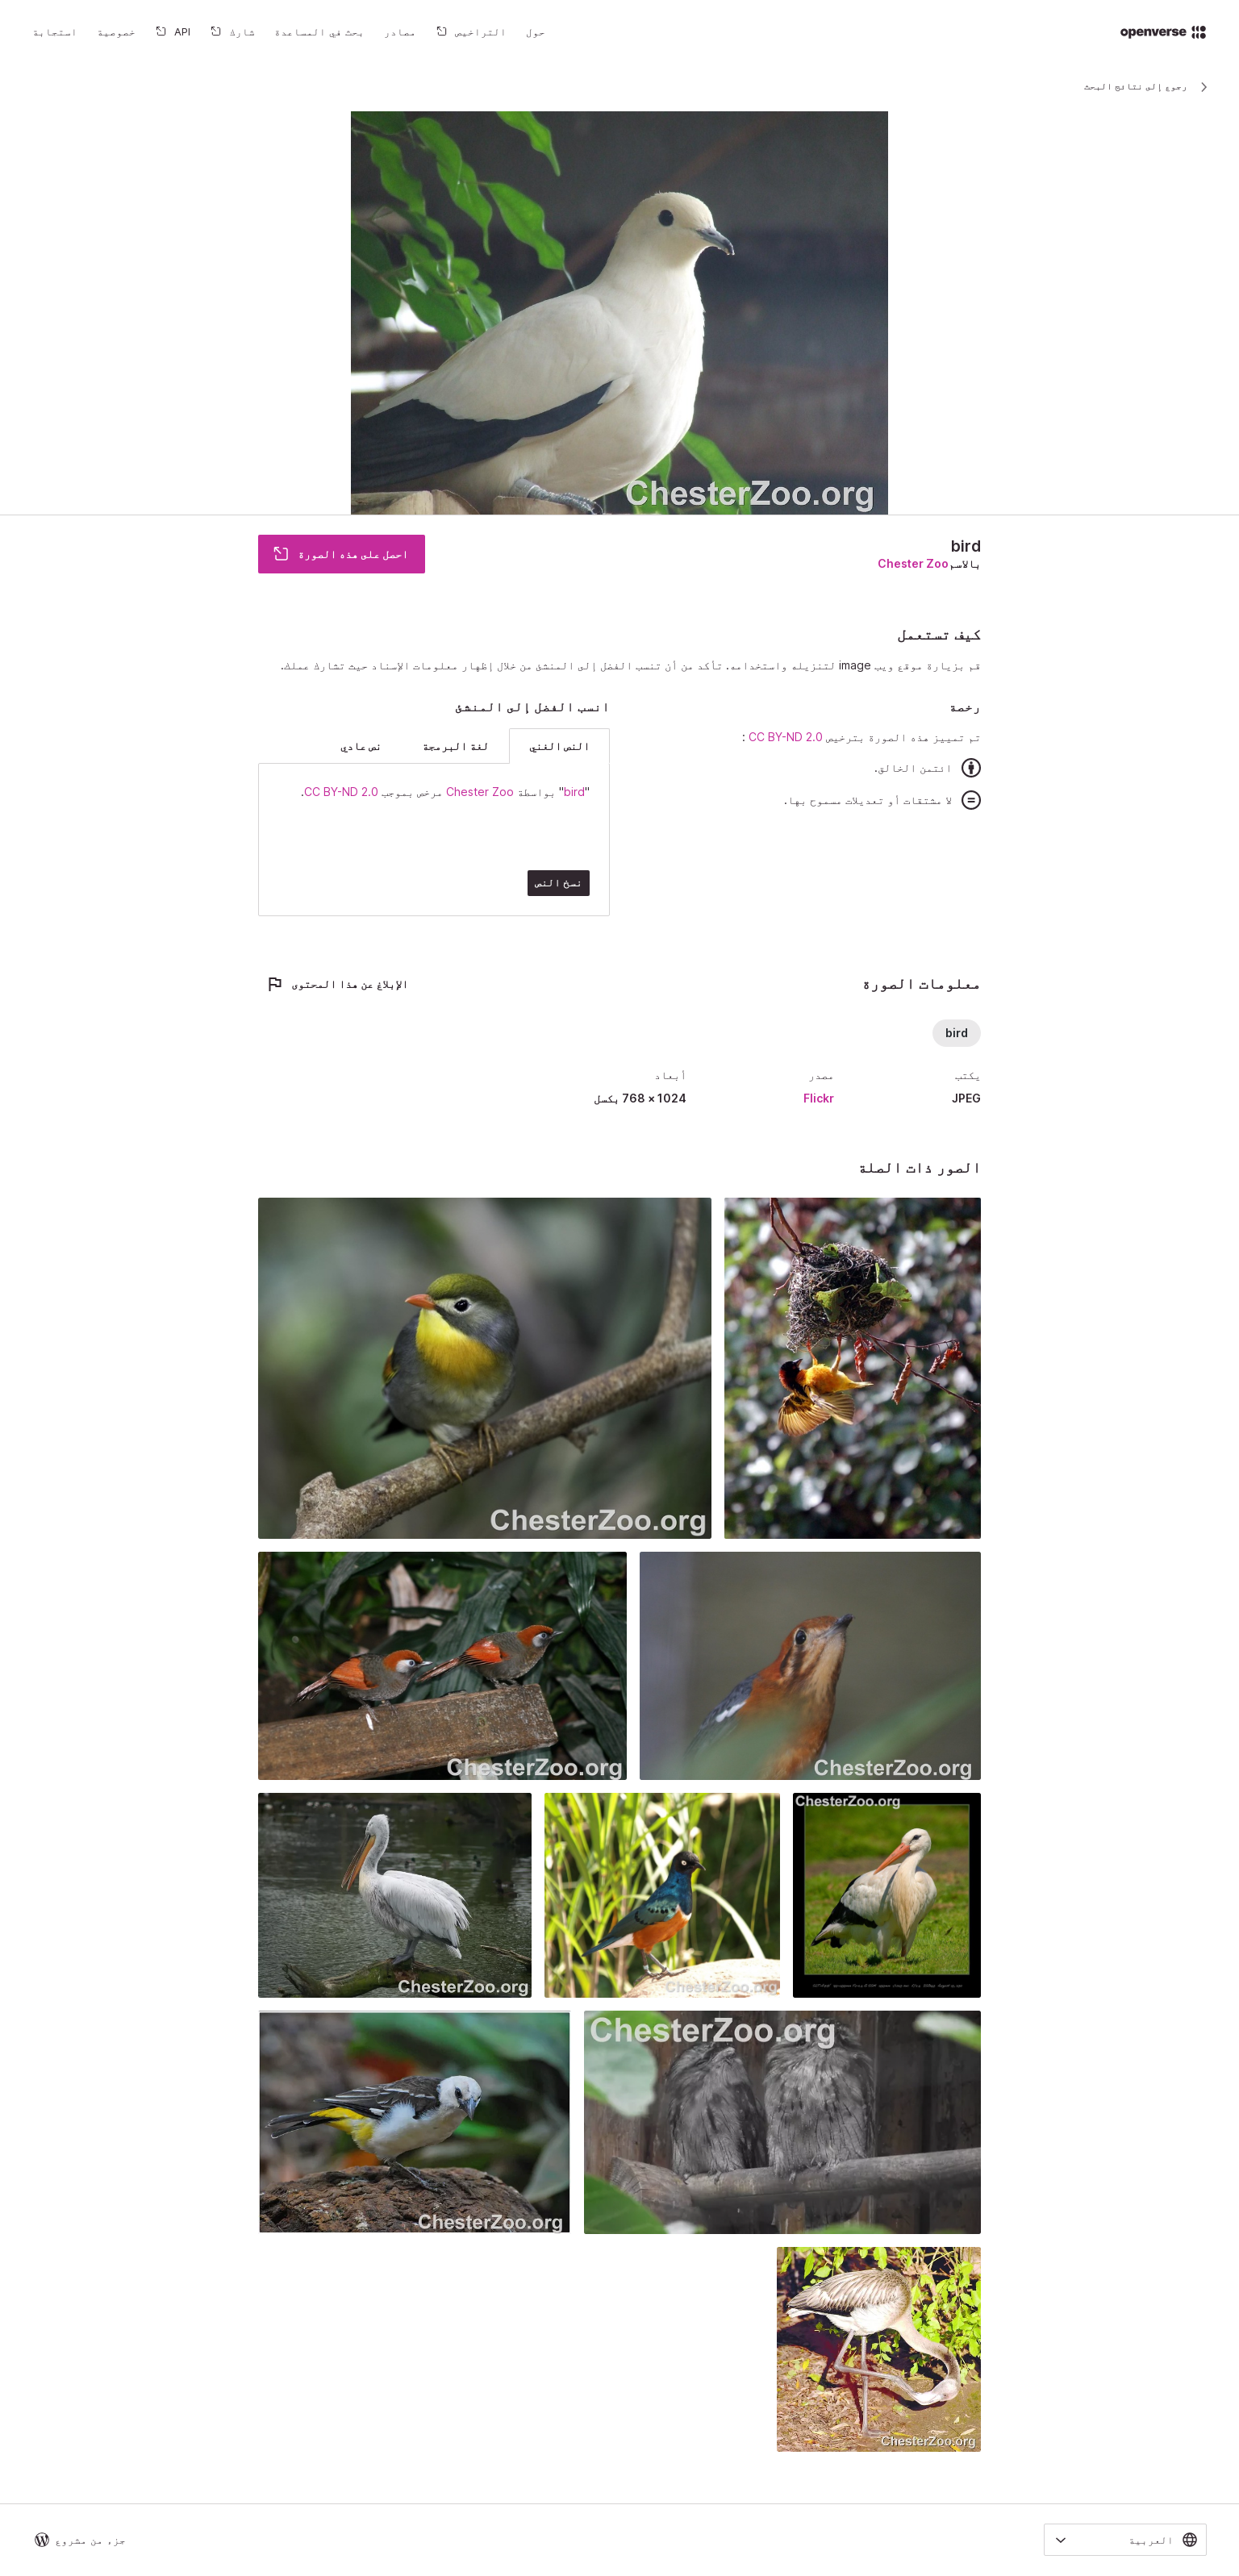 openverse
حول
التراخيص
مصادر
بحث في المساعدة
شارك
API
خصوصية
استجابة
رجوع إلى نتائج البحث
ChesterZoo.org
bird
بالاسم Chester Zoo
احصل على هذه الصورة
كيف تستعمل
قم بزيارة موقع ويب image لتنزيله واستخدامه. تأكد من أن تنسب الفضل إلى المنشئ من خلال إظهار معلومات الإسناد حيث تشارك عملك.
رخصة
تم تمييز هذه الصورة بترخيص CC BY-ND 2.0 :
ائتمن الخالق.
لا مشتقات أو تعديلات مسموح بها.
انسب الفضل إلى المنشئ
النص الغني
لغة البرمجة
نص عادي
"bird" بواسطة Chester Zoo مرخص بموجب CC BY-ND 2.0.
نسخ النص
معلومات الصورة
الإبلاغ عن هذا المحتوى
bird
يكتب
JPEG
مصدر
Flickr
أبعاد
1024 × 768 بكسل
الصور ذات الصلة
ChesterZoo.org
ChesterZoo.org
ChesterZoo.org
ChesterZoo.org
ChesterZoo.org
ChesterZoo.org
ChesterZoo.org
ChesterZoo.org
ChesterZoo.org
العربية
جزء من مشروع